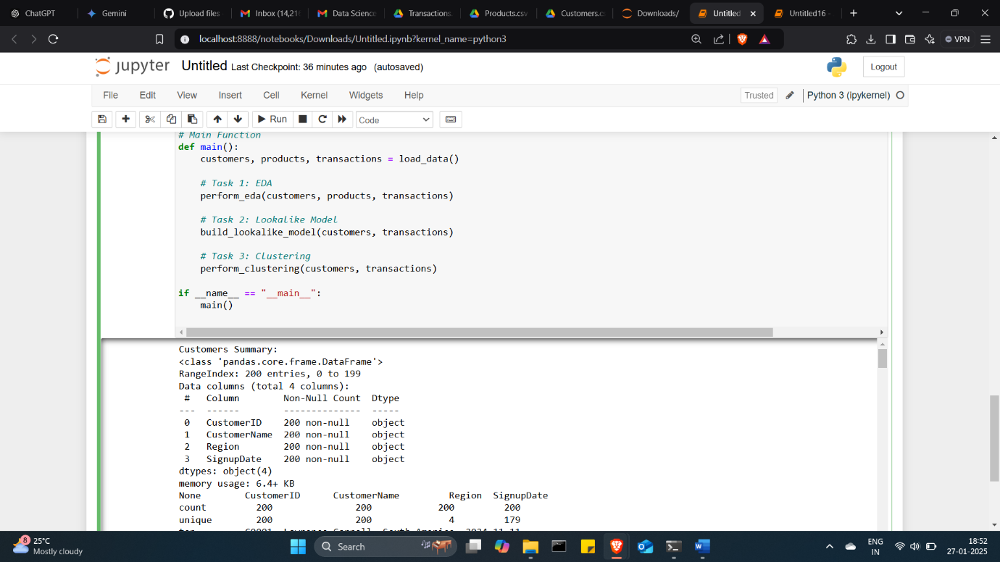 ChatGPT
Gemini
Upload files
Inbox (14,21
Data Science
Transactions.
Products.csv
Customers.c
Downloads/
Untitled
Untitled16 -
localhost:8888/notebooks/Downloads/Untitled.ipynb?kernel_name=python3
VPN
jupyter Untitled Last Checkpoint: 36 minutes ago (autosaved)
Logout
File Edit View Insert Cell Kernel Widgets Help
Trusted
Python 3 (ipykernel)
Run
Code
# Main Function
def main():
    customers, products, transactions = load_data()
    # Task 1: EDA
    perform_eda(customers, products, transactions)
    # Task 2: Lookalike Model
    build_lookalike_model(customers, transactions)
    # Task 3: Clustering
    perform_clustering(customers, transactions)
if __name__ == "__main__":
    main()
Customers Summary:
<class 'pandas.core.frame.DataFrame'>
RangeIndex: 200 entries, 0 to 199
Data columns (total 4 columns):
 #   Column        Non-Null Count  Dtype
---  ------        --------------  -----
 0   CustomerID    200 non-null    object
 1   CustomerName  200 non-null    object
 2   Region        200 non-null    object
 3   SignupDate    200 non-null    object
dtypes: object(4)
memory usage: 6.4+ KB
None        CustomerID      CustomerName         Region  SignupDate
count         200               200            200         200
unique        200               200              4         179
8
25°C
Mostly cloudy
Search
ENG
IN
18:52
27-01-2025